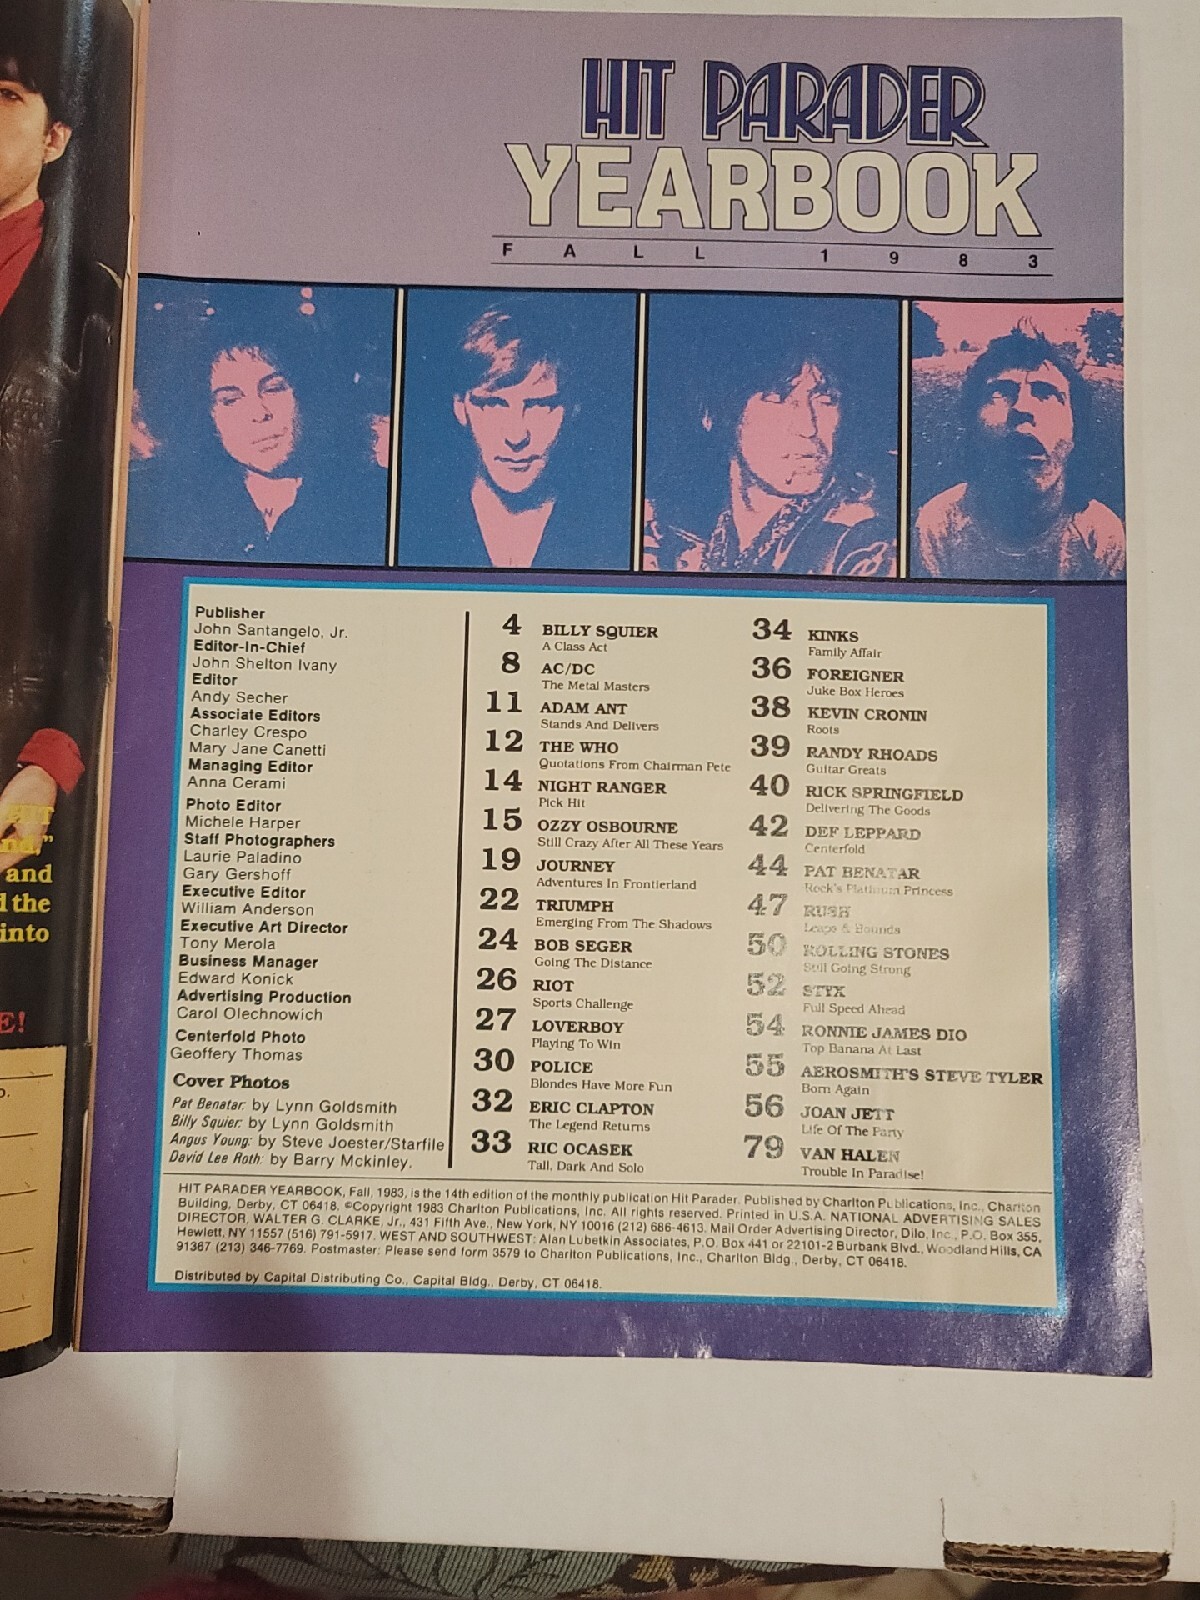 HIT PARADER
YEARBOOK
FALL 1983
Publisher
John Santangelo, Jr.
Editor-In-Chief
John Shelton Ivany
Editor
Andy Secher
Associate Editors
Charley Crespo
Mary Jane Canetti
Managing Editor
Anna Cerami
Photo Editor
Michele Harper
Staff Photographers
Laurie Paladino
Gary Gershoff
Executive Editor
William Anderson
Executive Art Director
Tony Merola
Business Manager
Edward Konick
Advertising Production
Carol Olechnowich
Centerfold Photo
Geoffery Thomas
Cover Photos
Pat Benatar: by Lynn Goldsmith
Billy Squier: by Lynn Goldsmith
Angus Young: by Steve Joester/Starfile
David Lee Roth: by Barry Mckinley.
4 BILLY SQUIER
A Class Act
8 AC/DC
The Metal Masters
11 ADAM ANT
Stands And Delivers
12 THE WHO
Quotations From Chairman Pete
14 NIGHT RANGER
Pick Hit
15 OZZY OSBOURNE
Still Crazy After All These Years
19 JOURNEY
Adventures In Frontierland
22 TRIUMPH
Emerging From The Shadows
24 BOB SEGER
Going The Distance
26 RIOT
Sports Challenge
27 LOVERBOY
Playing To Win
30 POLICE
Blondes Have More Fun
32 ERIC CLAPTON
The Legend Returns
33 RIC OCASEK
Tall, Dark And Solo
34 KINKS
Family Affair
36 FOREIGNER
Juke Box Heroes
38 KEVIN CRONIN
Roots
39 RANDY RHOADS
Guitar Greats
40 RICK SPRINGFIELD
Delivering The Goods
42 DEF LEPPARD
Centerfold
44 PAT BENATAR
Rock's Platinum Princess
47 RUSH
Leaps & Bounds
50 ROLLING STONES
Still Going Strong
52 STYX
Full Speed Ahead
54 RONNIE JAMES DIO
Top Banana At Last
55 AEROSMITH'S STEVE TYLER
Born Again
56 JOAN JETT
Life Of The Party
79 VAN HALEN
Trouble In Paradise!
HIT PARADER YEARBOOK, Fall, 1983, is the 14th edition of the monthly publication Hit Parader. Published by Charlton Publications, Inc., Charlton
Building, Derby, CT 06418. ©Copyright 1983 Charlton Publications, Inc. All rights reserved. Printed in U.S.A. NATIONAL ADVERTISING SALES
DIRECTOR, WALTER G. CLARKE, Jr., 431 Fifth Ave., New York, NY 10016 (212) 686-4613. Mail Order Advertising Director, Dilo, Inc., P.O. Box 355,
Hewlett, NY 11557 (516) 791-5917. WEST AND SOUTHWEST: Alan Lubetkin Associates, P.O. Box 441 or 22101-2 Burbank Blvd., Woodland Hills, CA
91367 (213) 346-7769. Postmaster: Please send form 3579 to Charlton Publications, Inc., Charlton Bldg., Derby, CT 06418.
Distributed by Capital Distributing Co., Capital Bldg., Derby, CT 06418.
and
the
into
E!